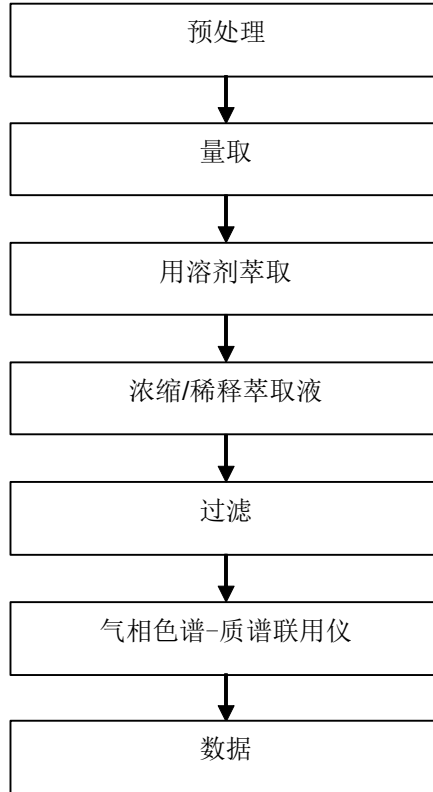 预处理
量取
用溶剂萃取
浓缩/稀释萃取液
过滤
气相色谱-质谱联用仪
数据